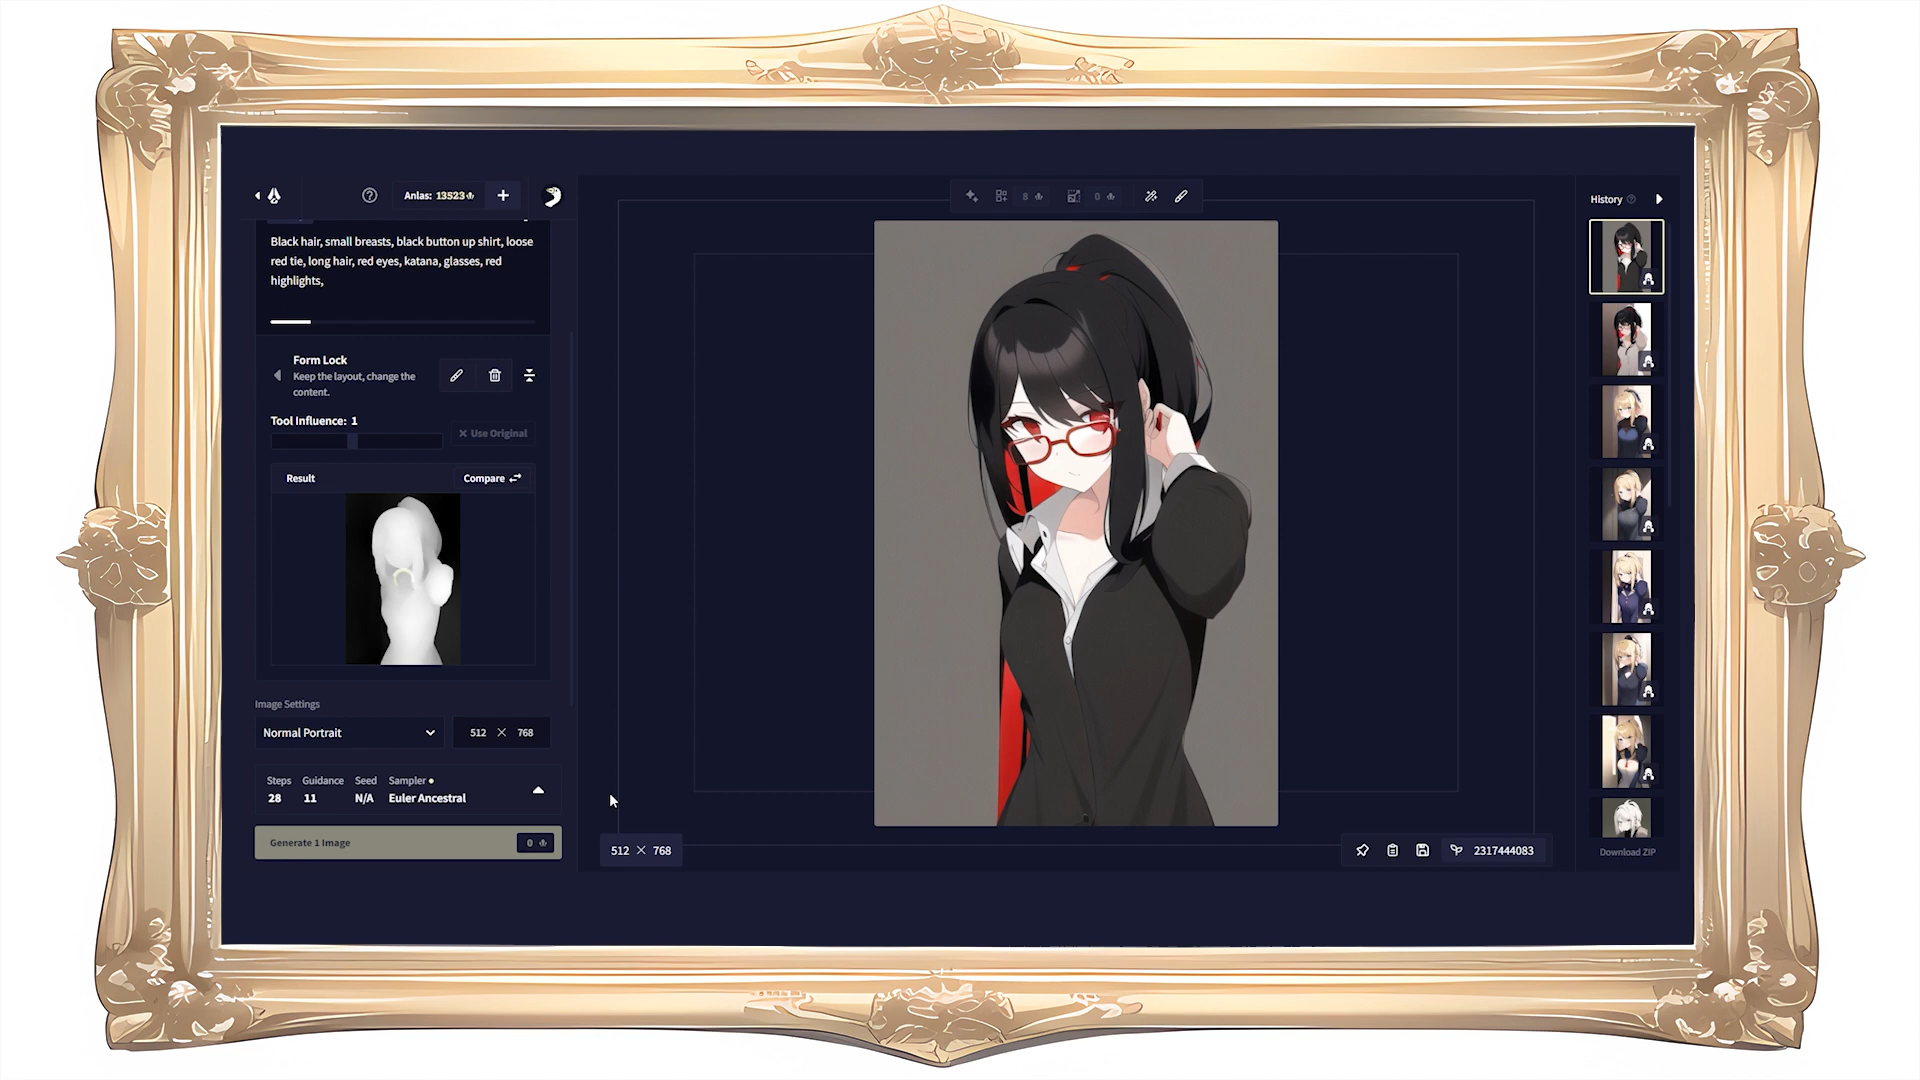 Anlas: 13523
Black hair, small breasts, black button up shirt, loose
red tie, long hair, red eyes, katana, glasses, red
highlights,
Form Lock
Keep the layout, change the
content.
Tool Influence: 1
Use Original
Result
Compare
Image Settings
Normal Portrait
512 × 768
Steps
28
Guidance
11
Seed
N/A
Sampler
Euler Ancestral
Generate 1 Image
0
8
0
512 × 768
2317444083
History
Download ZIP